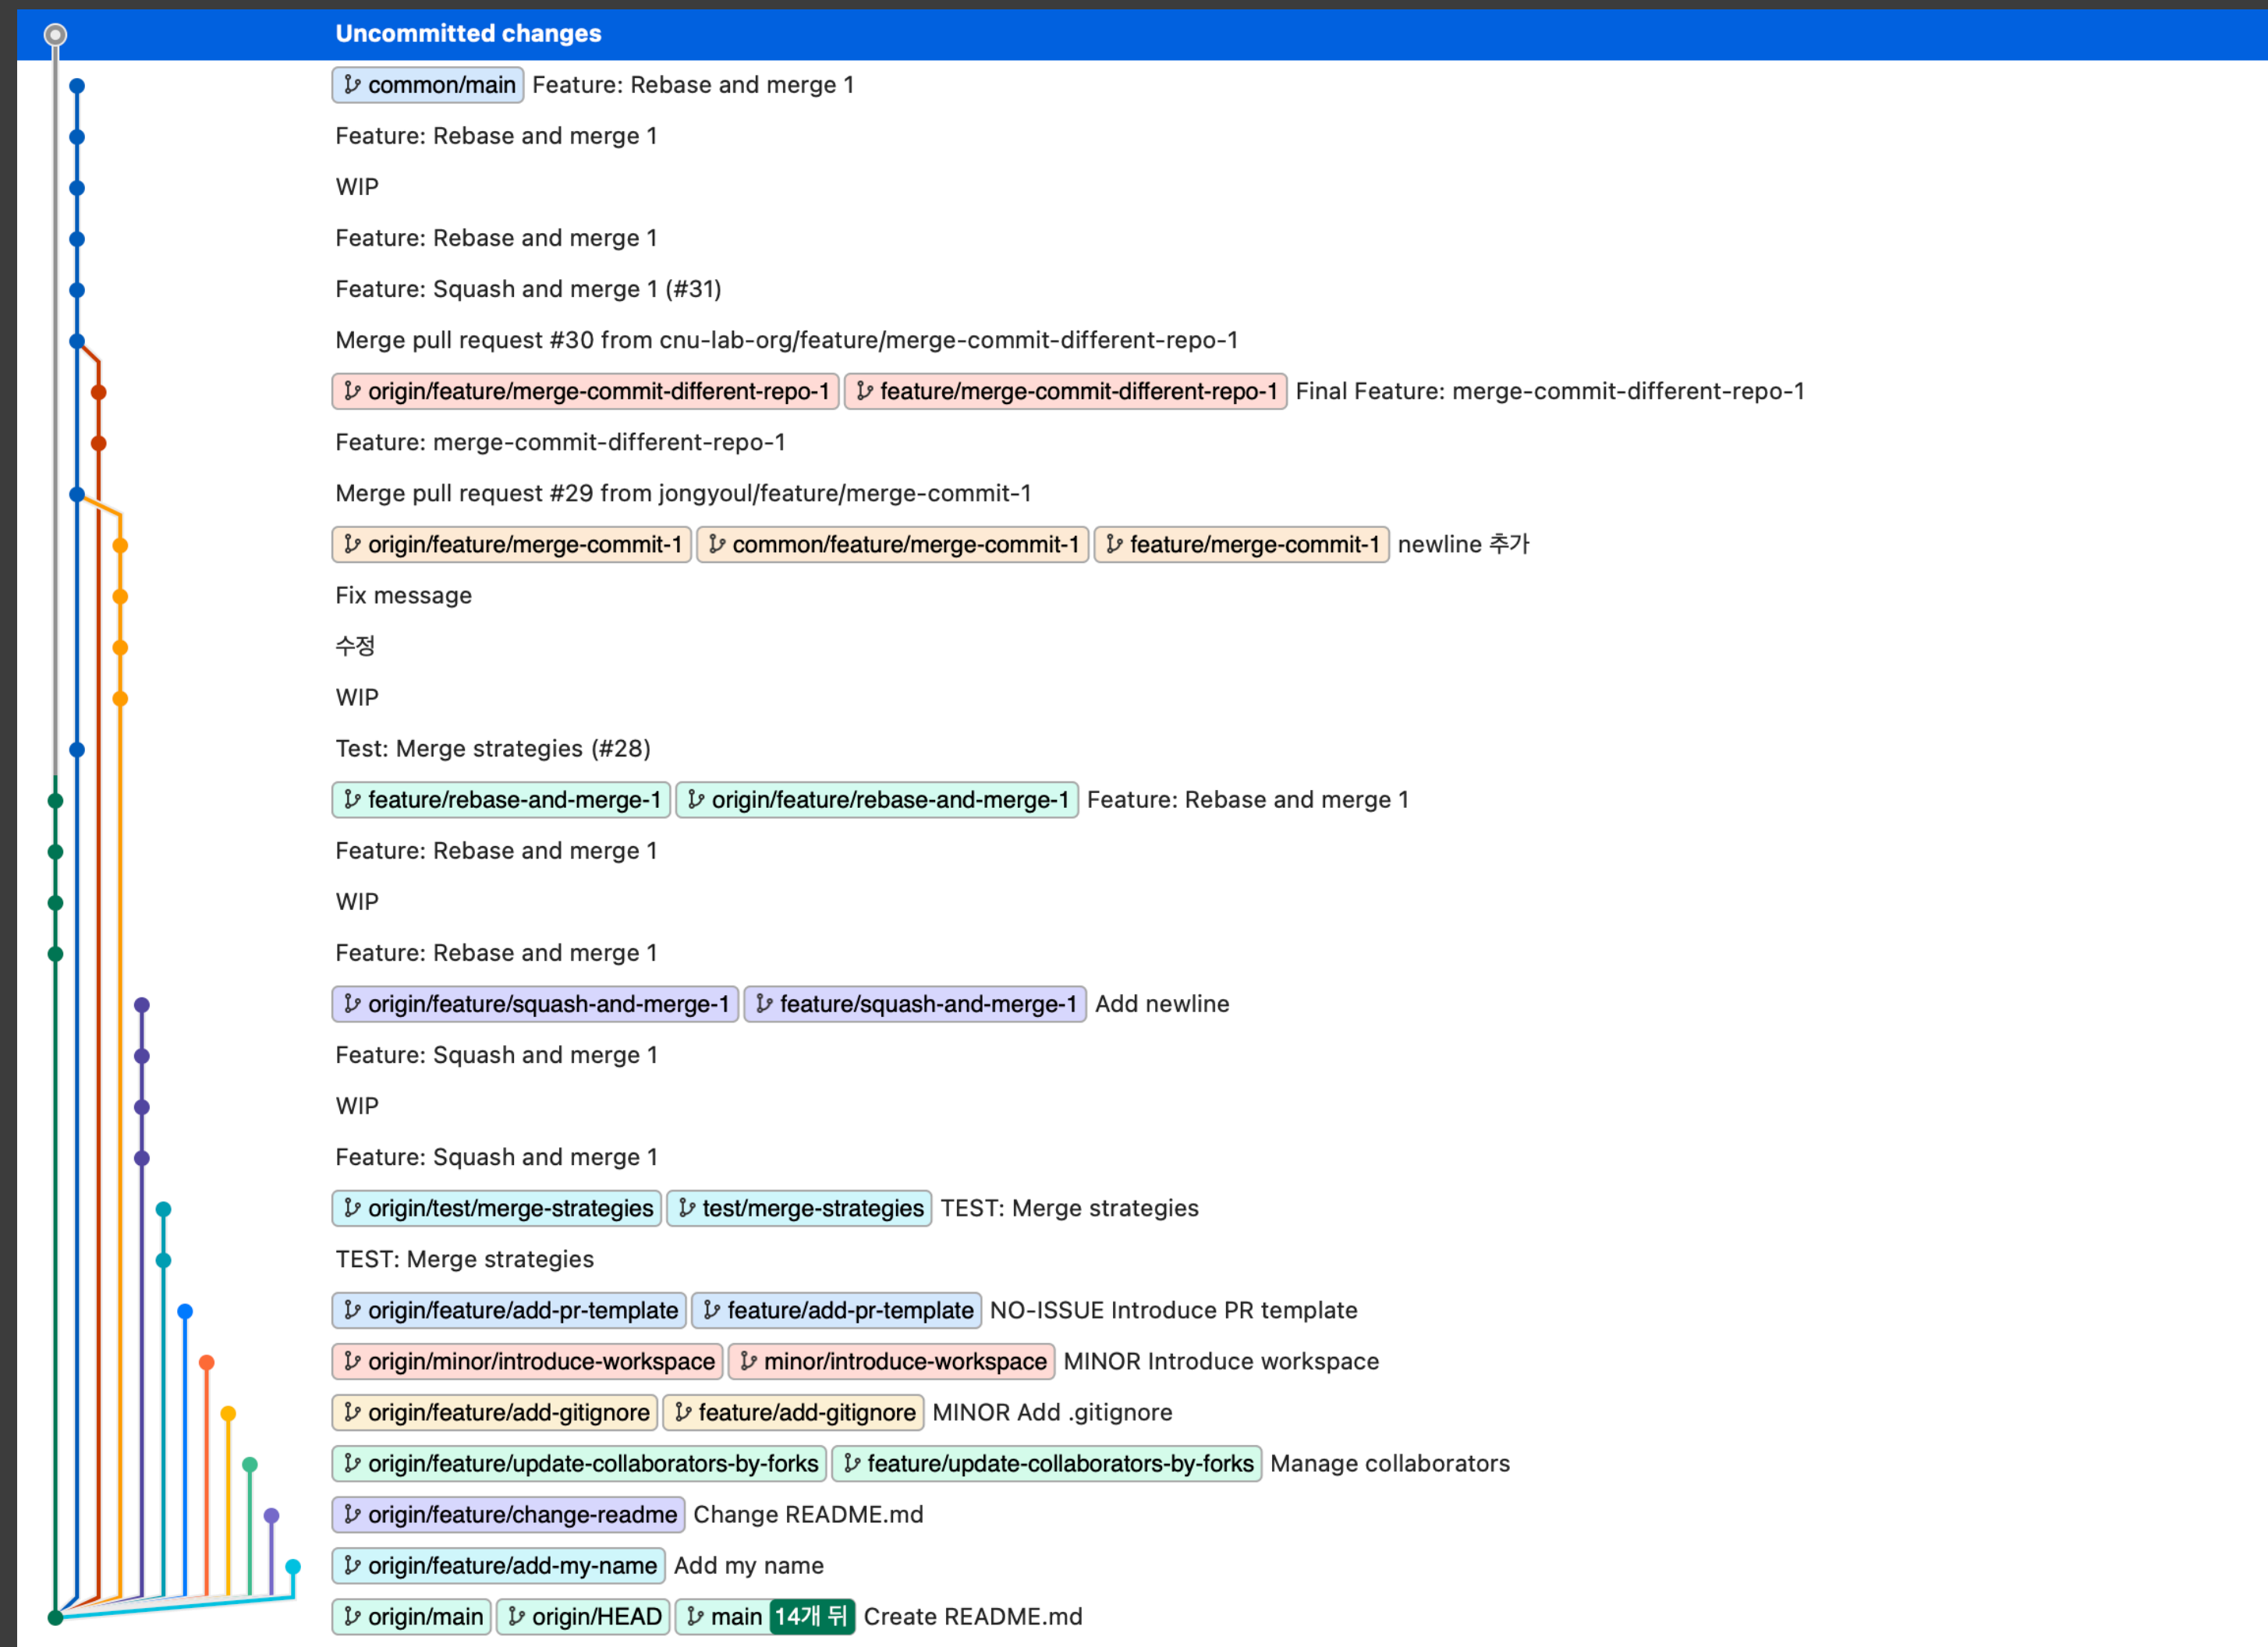 Uncommitted changes
common/main Feature: Rebase and merge 1
Feature: Rebase and merge 1
WIP
Feature: Rebase and merge 1
Feature: Squash and merge 1 (#31)
Merge pull request #30 from cnu-lab-org/feature/merge-commit-different-repo-1
origin/feature/merge-commit-different-repo-1 feature/merge-commit-different-repo-1 Final Feature: merge-commit-different-repo-1
Feature: merge-commit-different-repo-1
Merge pull request #29 from jongyoul/feature/merge-commit-1
origin/feature/merge-commit-1 common/feature/merge-commit-1 feature/merge-commit-1 newline 추가
Fix message
수정
WIP
Test: Merge strategies (#28)
feature/rebase-and-merge-1 origin/feature/rebase-and-merge-1 Feature: Rebase and merge 1
Feature: Rebase and merge 1
WIP
Feature: Rebase and merge 1
origin/feature/squash-and-merge-1 feature/squash-and-merge-1 Add newline
Feature: Squash and merge 1
WIP
Feature: Squash and merge 1
origin/test/merge-strategies test/merge-strategies TEST: Merge strategies
TEST: Merge strategies
origin/feature/add-pr-template feature/add-pr-template NO-ISSUE Introduce PR template
origin/minor/introduce-workspace minor/introduce-workspace MINOR Introduce workspace
origin/feature/add-gitignore feature/add-gitignore MINOR Add .gitignore
origin/feature/update-collaborators-by-forks feature/update-collaborators-by-forks Manage collaborators
origin/feature/change-readme Change README.md
origin/feature/add-my-name Add my name
origin/main origin/HEAD main 14개 뒤 Create README.md